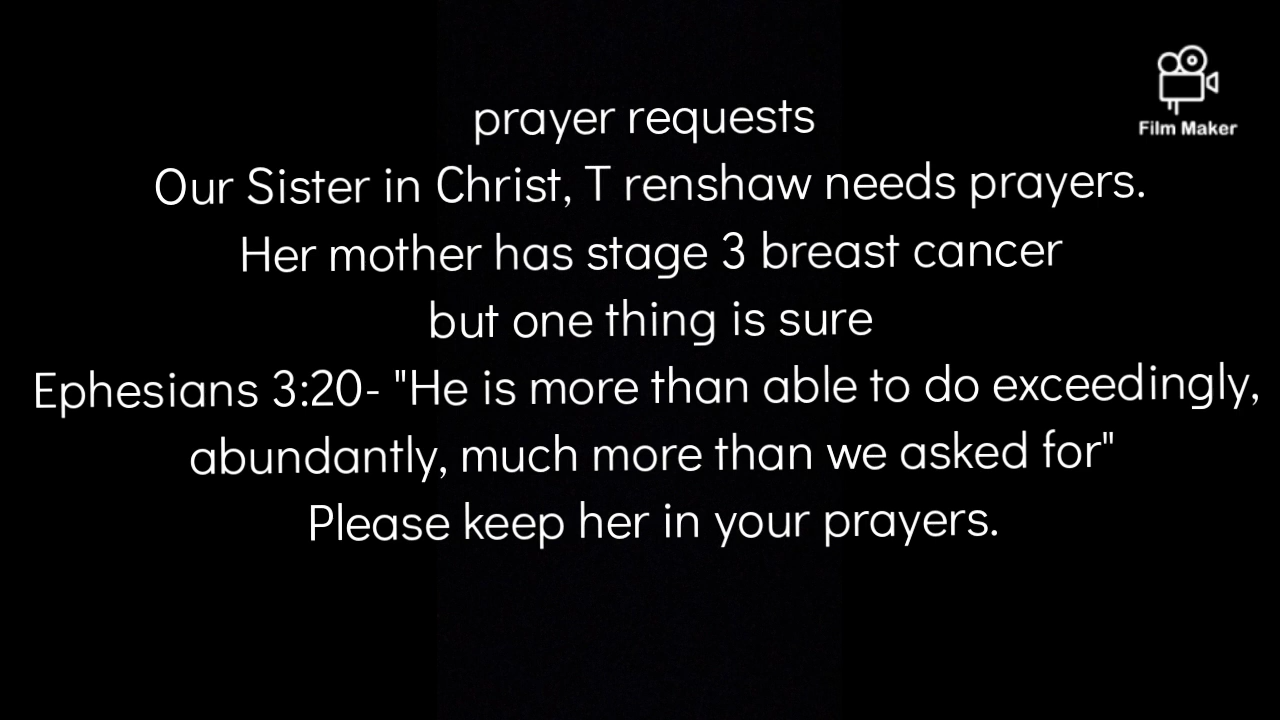 prayer requests
Our Sister in Christ, T renshaw needs prayers.
Her mother has stage 3 breast cancer
but one thing is sure
Ephesians 3:20- "He is more than able to do exceedingly,
abundantly, much more than we asked for"
Please keep her in your prayers.
Film Maker